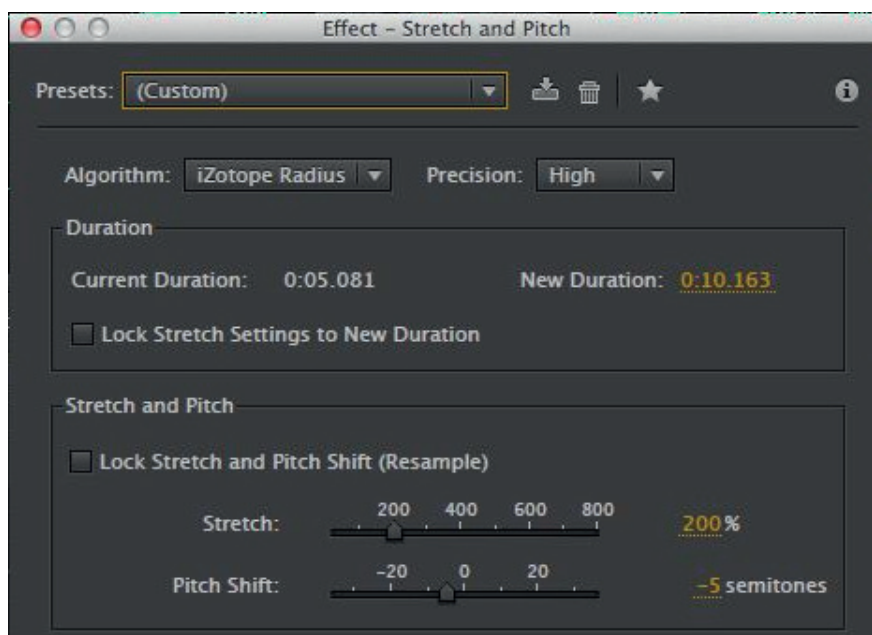 Effect – Stretch and Pitch
Presets: (Custom)
Algorithm: iZotope Radius Precision: High
Duration
Current Duration: 0:05.081 New Duration: 0:10.163
Lock Stretch Settings to New Duration
Stretch and Pitch
Lock Stretch and Pitch Shift (Resample)
200 400 600 800
Stretch: 200 %
-20 0 20
Pitch Shift: -5 semitones